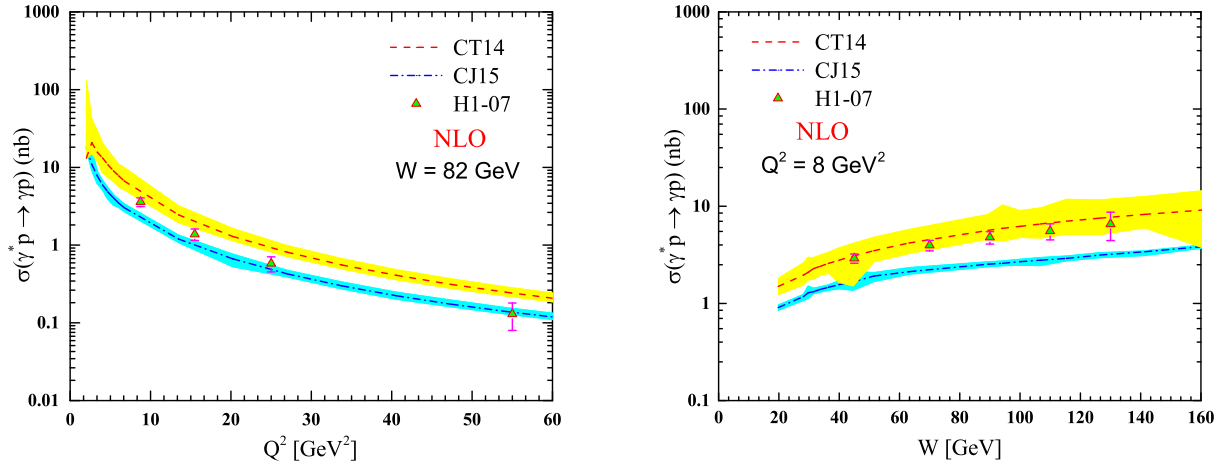 1000
100
10
1
0.1
0.01
σ(γ* p → γp) (nb)
CT14
CJ15
H1-07
NLO
W = 82 GeV
0 10 20 30 40 50 60
Q² [GeV²]
1000
100
10
1
0.1
σ(γ* p → γp) (nb)
CT14
CJ15
H1-07
NLO
Q² = 8 GeV²
0 20 40 60 80 100 120 140 160
W [GeV]